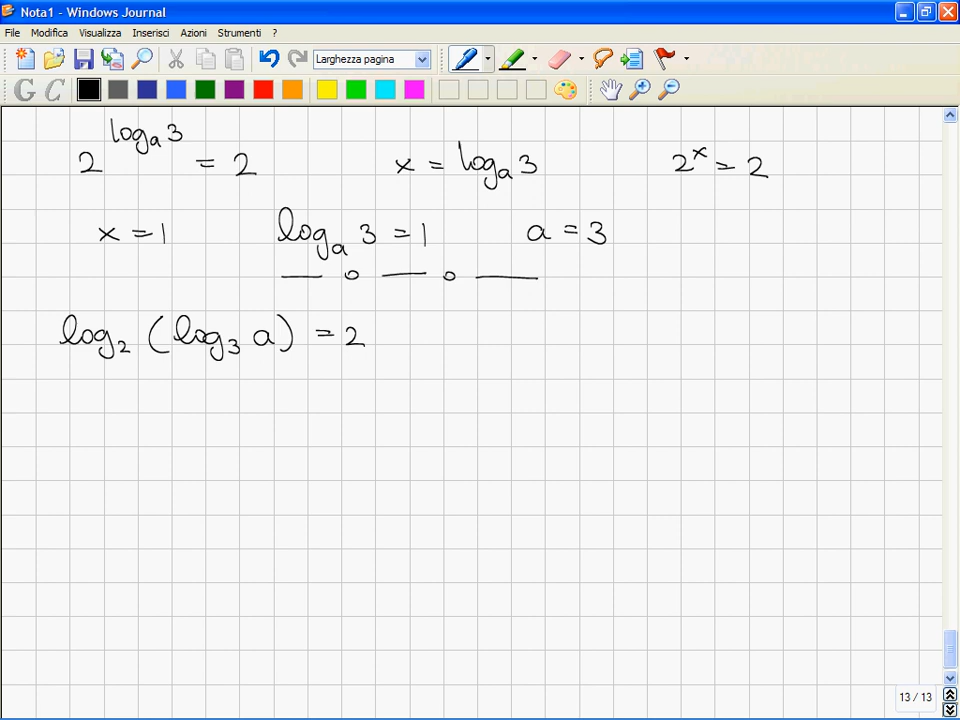 Nota1 - Windows Journal
File Modifica Visualizza Inserisci Azioni Strumenti ?
Larghezza pagina
G C
2^{log_a 3} = 2 x = log_a 3 2^x = 2
x = 1 log_a 3 = 1 a = 3
log_2 (log_3 a) = 2
13 / 13